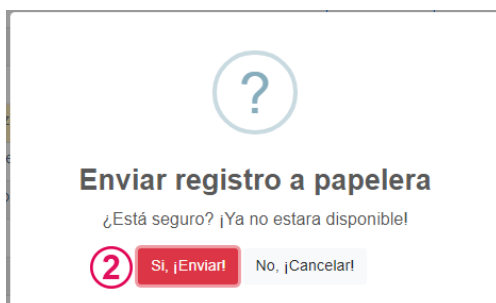 ?
Enviar registro a papelera
¿Está seguro? ¡Ya no estara disponible!
2 Si, ¡Enviar! No, ¡Cancelar!